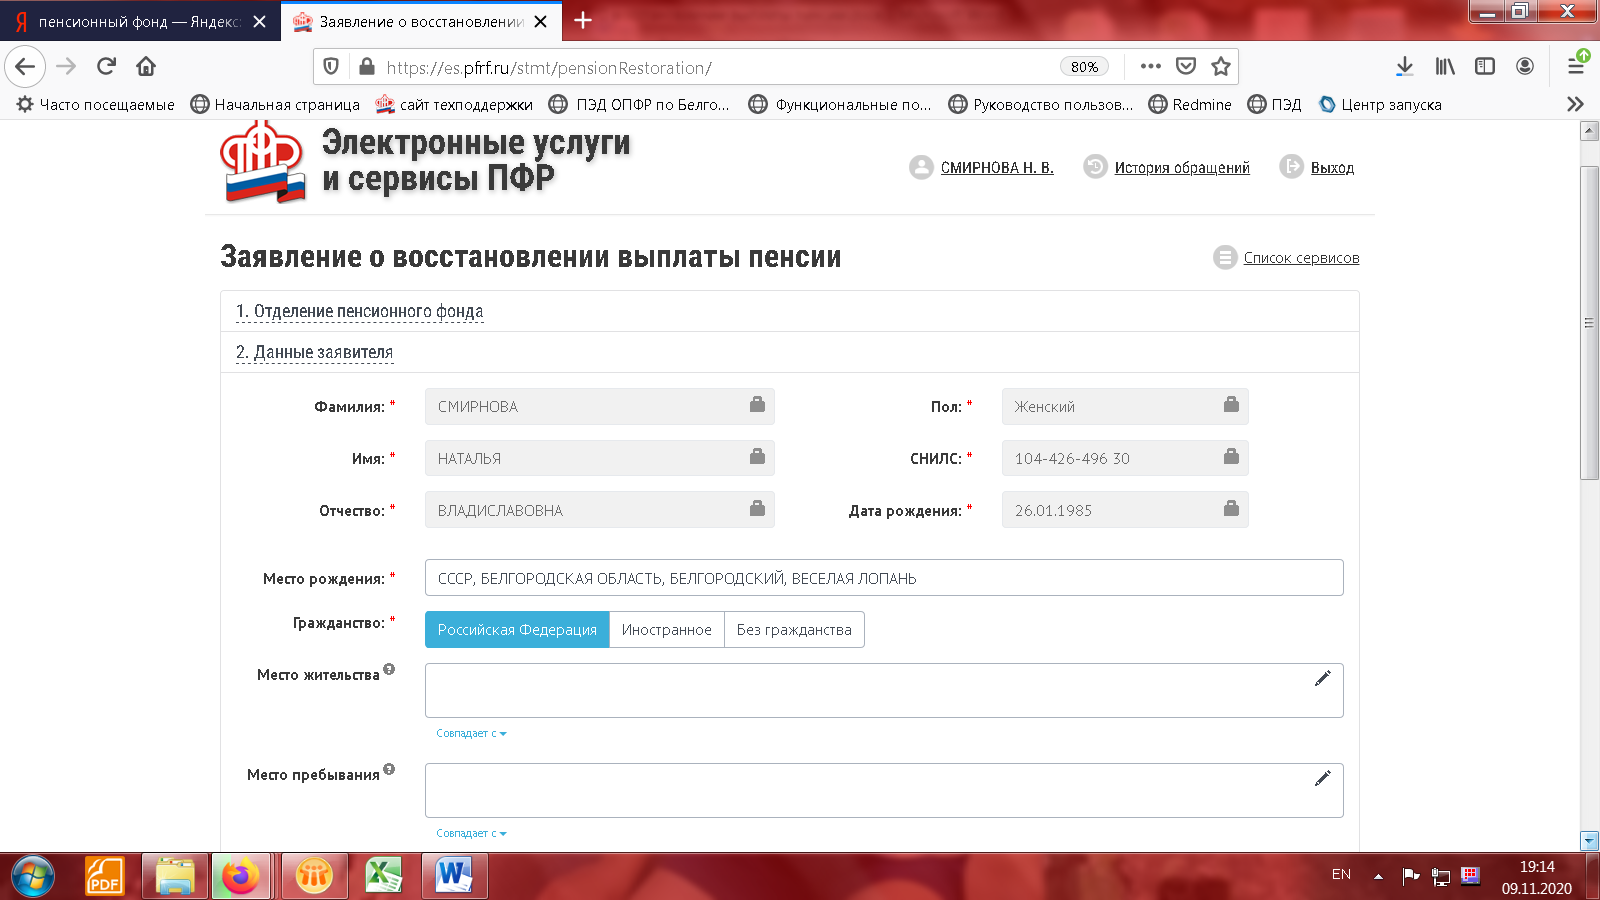 пенсионный фонд — Яндекс:
Заявление о восстановлении
https://es.pfrf.ru/stmt/pensionRestoration/
80%
Часто посещаемые
Начальная страница
сайт техподдержки
ПЭД ОПФР по Белго...
Функциональные по...
Руководство пользов...
Redmine
ПЭД
Центр запуска
Электронные услуги
и сервисы ПФР
СМИРНОВА Н. В.
История обращений
Выход
Заявление о восстановлении выплаты пенсии
Список сервисов
1. Отделение пенсионного фонда
2. Данные заявителя
Фамилия: *
СМИРНОВА
Пол: *
Женский
Имя: *
НАТАЛЬЯ
СНИЛС: *
104-426-496 30
Отчество: *
ВЛАДИСЛАВОВНА
Дата рождения: *
26.01.1985
Место рождения: *
СССР, БЕЛГОРОДСКАЯ ОБЛАСТЬ, БЕЛГОРОДСКИЙ, ВЕСЕЛАЯ ЛОПАНЬ
Гражданство: *
Российская Федерация
Иностранное
Без гражданства
Место жительства
Совпадает с
Место пребывания
Совпадает с
PDF
EN
19:14
09.11.2020